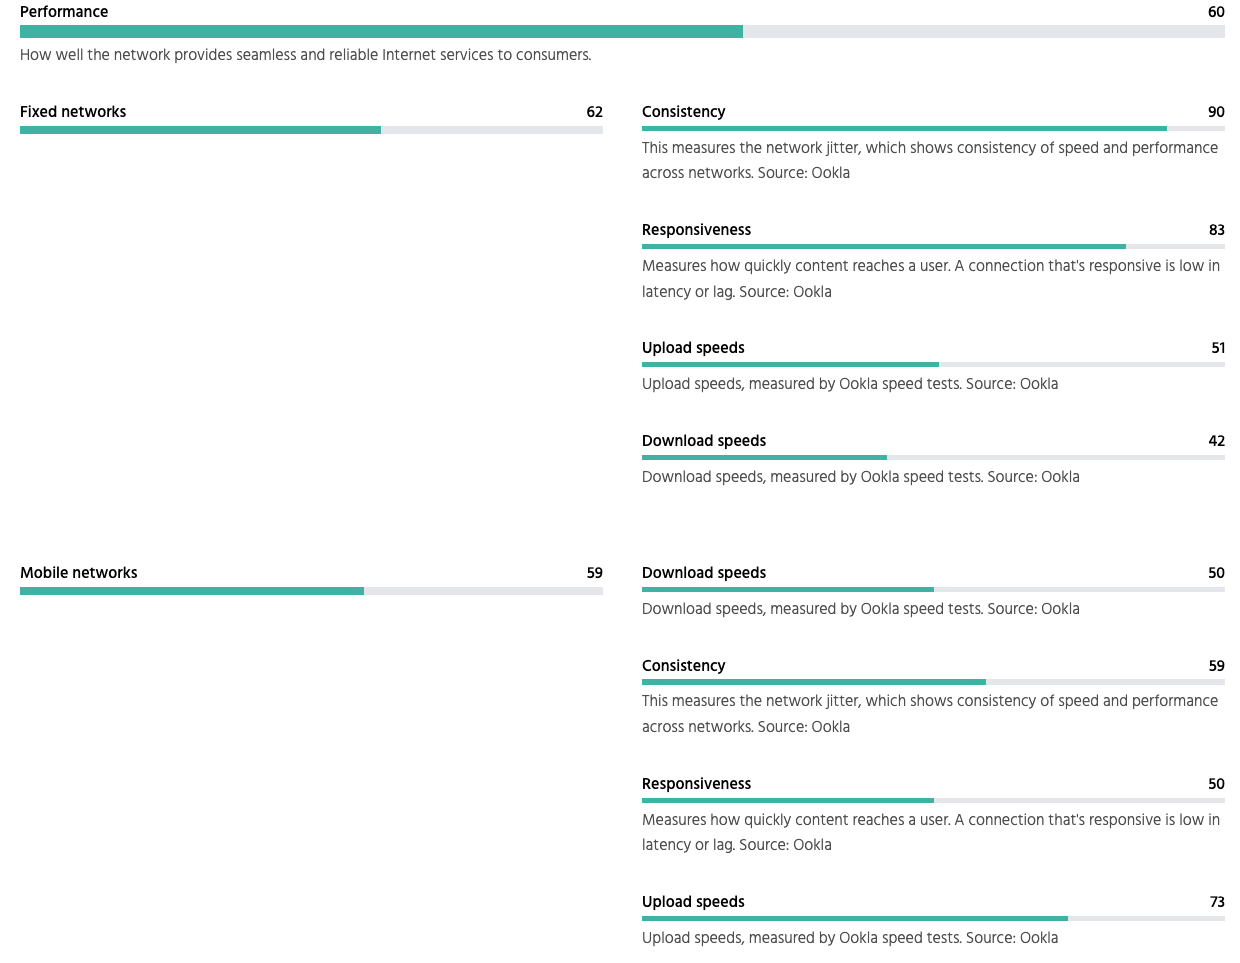 Performance 60
How well the network provides seamless and reliable Internet services to consumers.
Fixed networks 62
Consistency 90
This measures the network jitter, which shows consistency of speed and performance
across networks. Source: Ookla
Responsiveness 83
Measures how quickly content reaches a user. A connection that's responsive is low in
latency or lag. Source: Ookla
Upload speeds 51
Upload speeds, measured by Ookla speed tests. Source: Ookla
Download speeds 42
Download speeds, measured by Ookla speed tests. Source: Ookla
Mobile networks 59
Download speeds 50
Download speeds, measured by Ookla speed tests. Source: Ookla
Consistency 59
This measures the network jitter, which shows consistency of speed and performance
across networks. Source: Ookla
Responsiveness 50
Measures how quickly content reaches a user. A connection that's responsive is low in
latency or lag. Source: Ookla
Upload speeds 73
Upload speeds, measured by Ookla speed tests. Source: Ookla